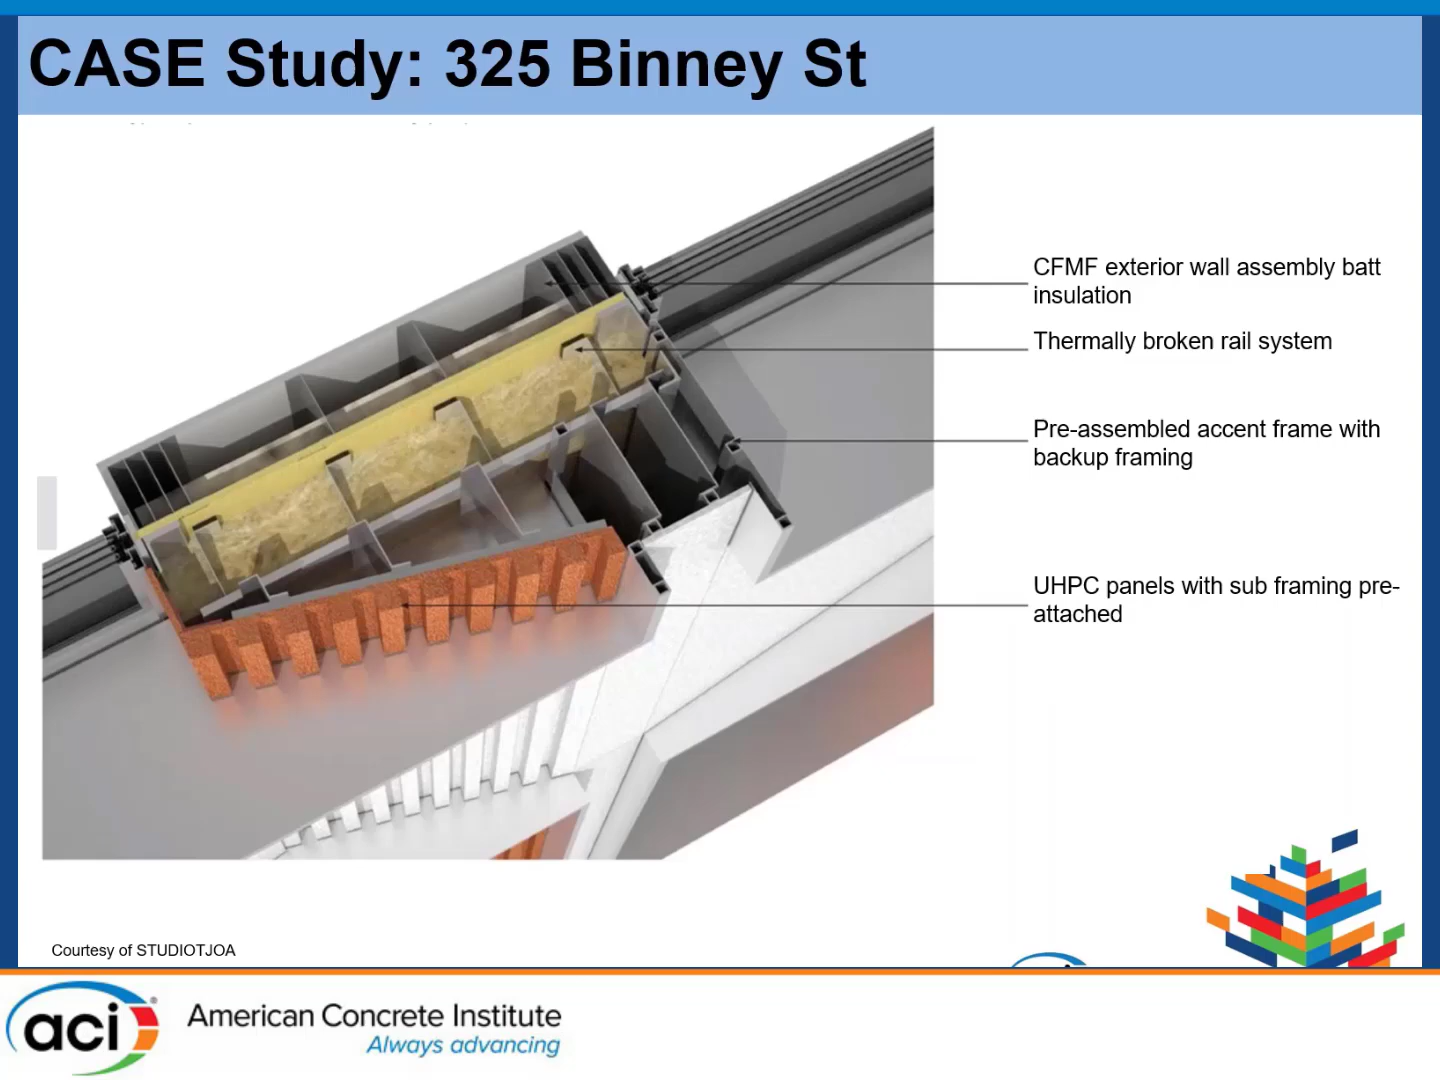 CASE Study: 325 Binney St
CFMF exterior wall assembly batt
insulation
Thermally broken rail system
Pre-assembled accent frame with
backup framing
UHPC panels with sub framing pre-
attached
Courtesy of STUDIOTJOA
aci
American Concrete Institute
Always advancing